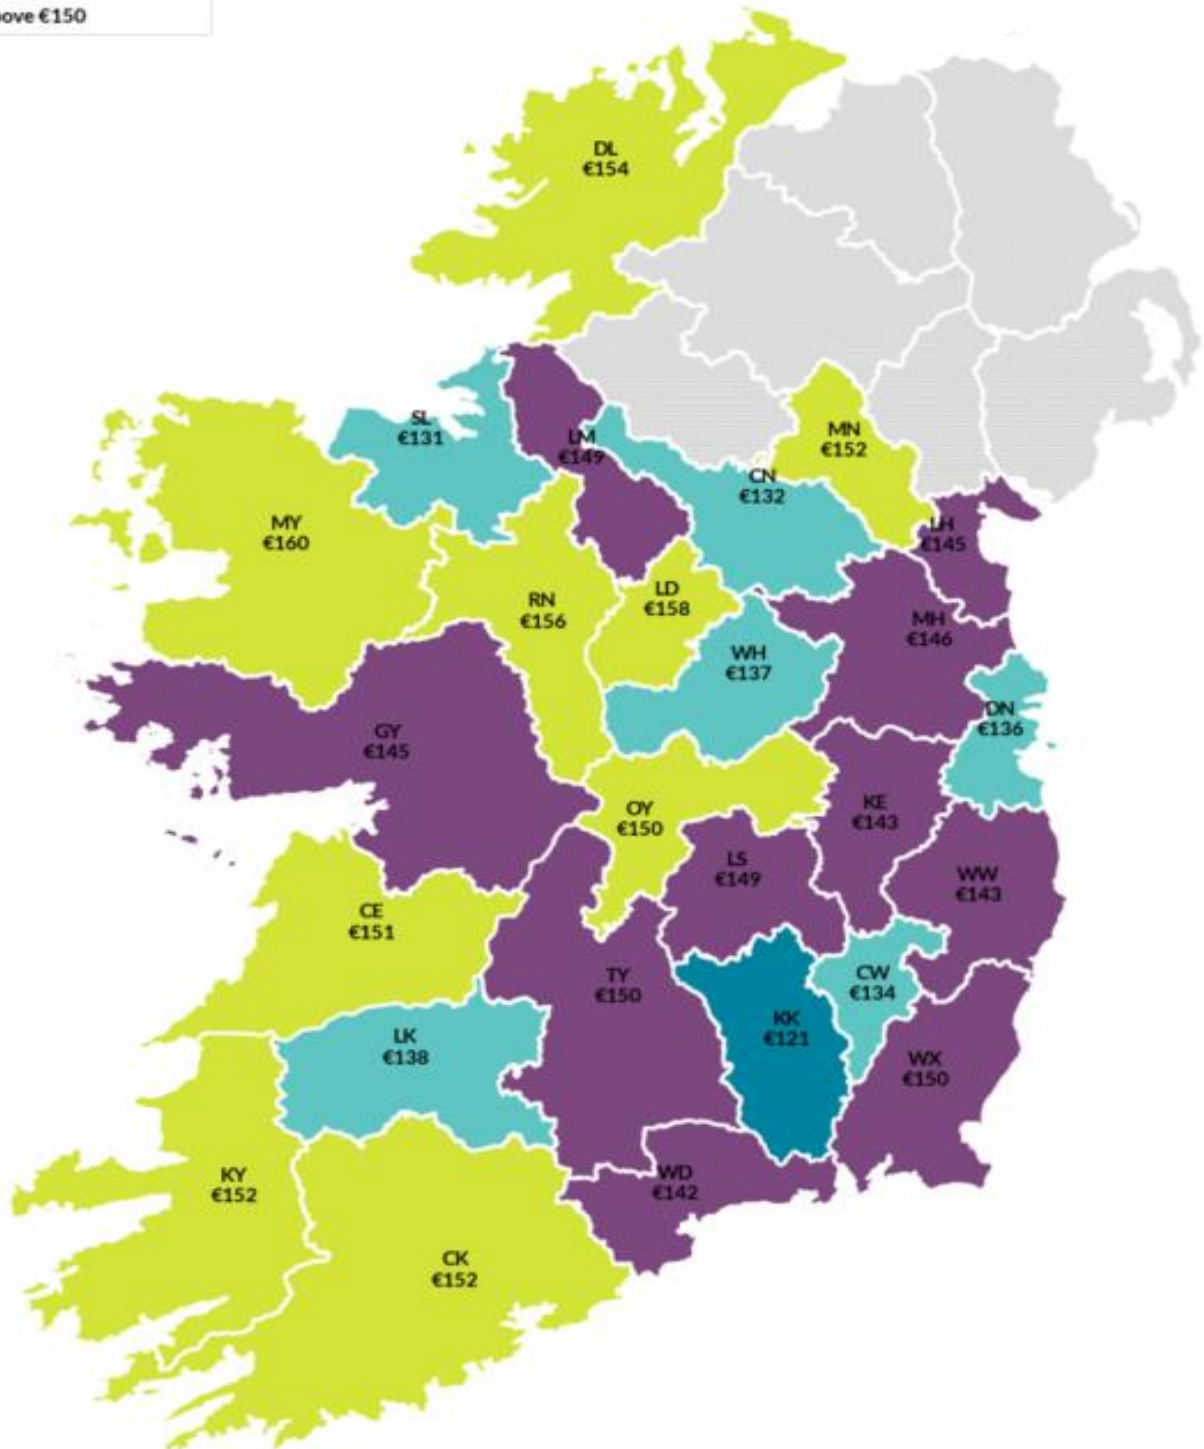 €150
DL
€154
SL
€131
LM
€149
MN
€152
CN
€132
MY
€160
LH
€145
RN
€156
LD
€158
MH
€146
WH
€137
DN
€136
GY
€145
OY
€150
KE
€143
LS
€149
WW
€143
CE
€151
TY
€150
CW
€134
KK
€121
LK
€138
WX
€150
KY
€152
WD
€142
CK
€152